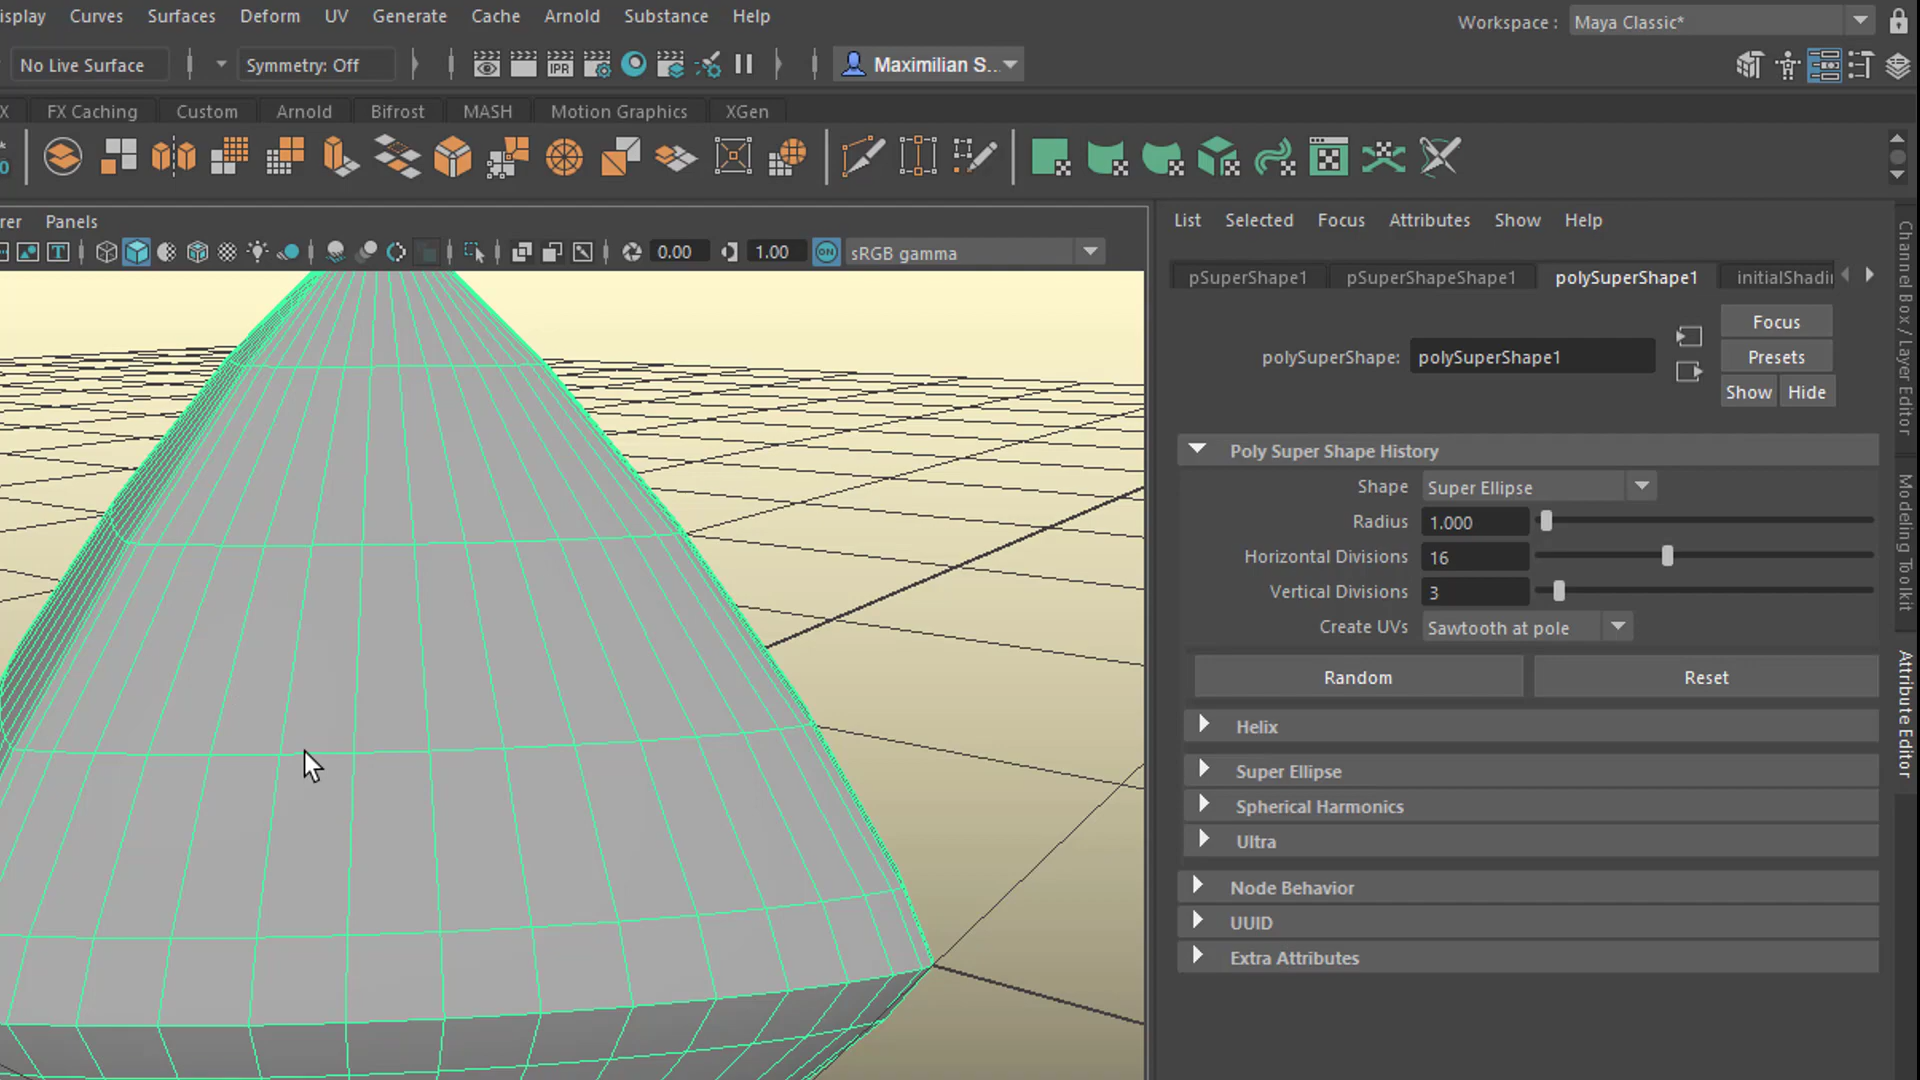 isplay Curves Surfaces Deform UV Generate Cache Arnold Substance Help
Workspace : Maya Classic*
No Live Surface Symmetry: Off IPR Maximilian S...
X FX Caching Custom Arnold Bifrost MASH Motion Graphics XGen
rer Panels
T 0.00 1.00 ON sRGB gamma
List Selected Focus Attributes Show Help
pSuperShape1 pSuperShapeShape1 polySuperShape1 initialShadi
Focus
polySuperShape: polySuperShape1
Presets
Show Hide
Poly Super Shape History
Shape Super Ellipse
Radius 1.000
Horizontal Divisions 16
Vertical Divisions 3
Create UVs Sawtooth at pole
Random Reset
Helix
Super Ellipse
Spherical Harmonics
Ultra
Node Behavior
UUID
Extra Attributes
Channel Box / Layer Editor
Modeling Toolkit
Attribute Editor